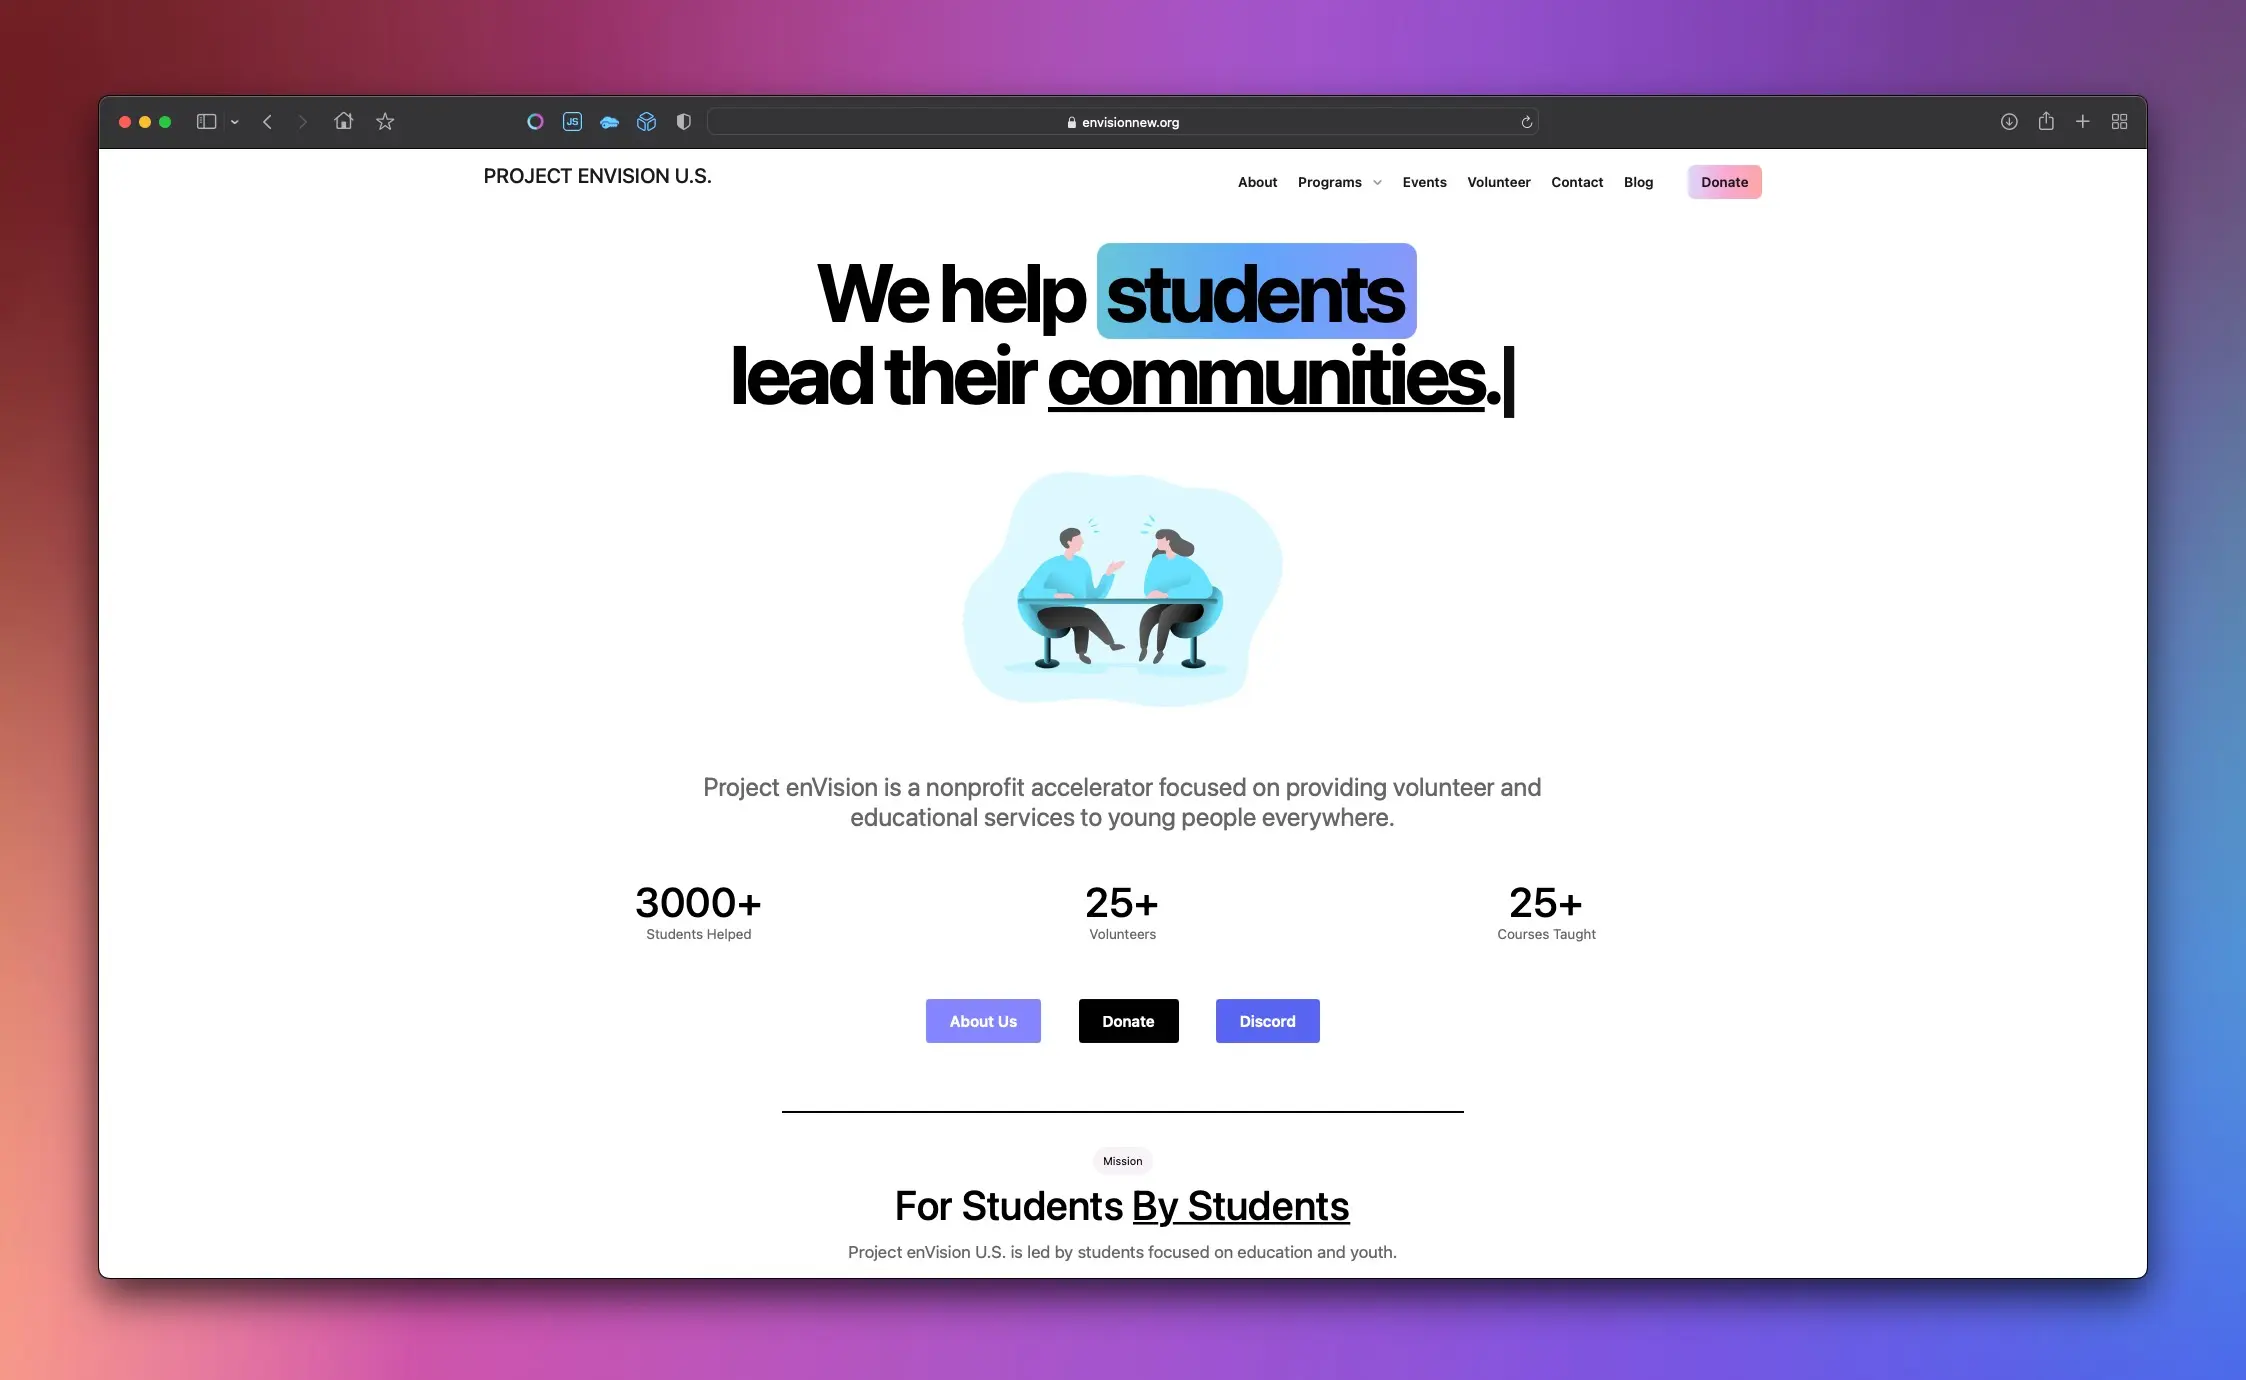 JS
envisionnew.org
PROJECT ENVISION U.S.
About Programs Events Volunteer Contact Blog Donate
We help students
lead their communities.|
Project enVision is a nonprofit accelerator focused on providing volunteer and
educational services to young people everywhere.
3000+ 25+ 25+
Students Helped Volunteers Courses Taught
About Us Donate Discord
Mission
For Students By Students
Project enVision U.S. is led by students focused on education and youth.